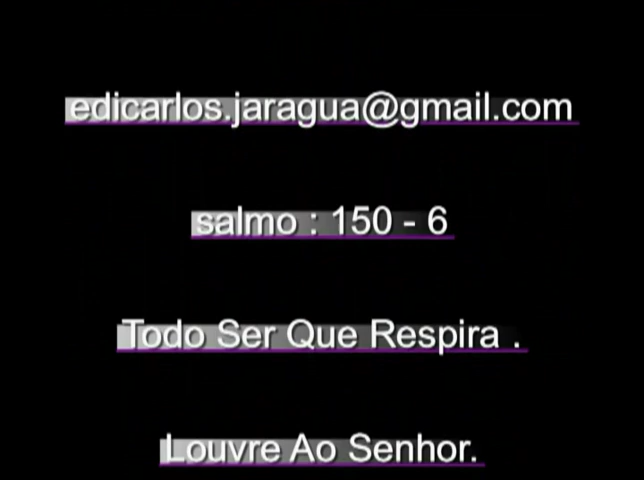 edicarlos.jaragua@gmail.com
salmo : 150 - 6
Todo Ser Que Respira .
Louvre Ao Senhor.